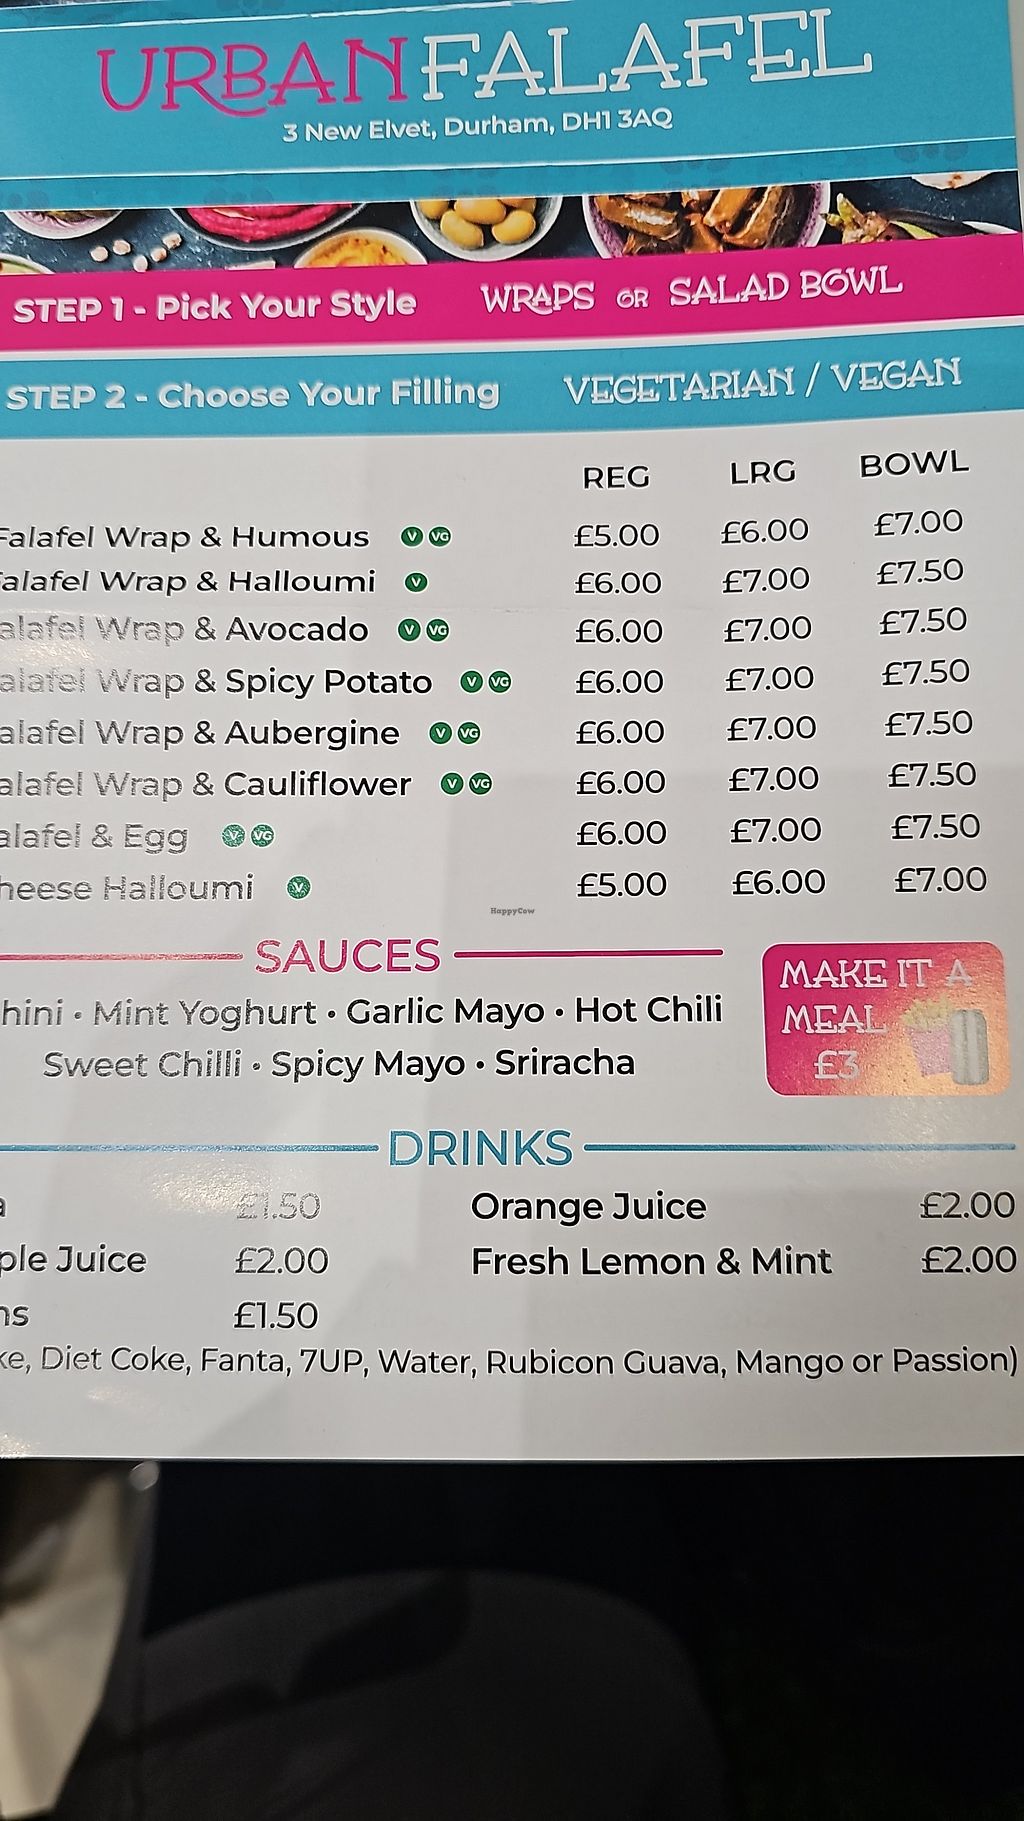 URBAN FALAFEL
3 New Elvet, Durham, DH1 3AQ
STEP 1 - Pick Your Style WRAPS OR SALAD BOWL
STEP 2 - Choose Your Filling VEGETARIAN / VEGAN
REG LRG BOWL
Falafel Wrap & Humous V VG £5.00 £6.00 £7.00
alafel Wrap & Halloumi V £6.00 £7.00 £7.50
alafel Wrap & Avocado V VG £6.00 £7.00 £7.50
alafel Wrap & Spicy Potato V VG £6.00 £7.00 £7.50
alafel Wrap & Aubergine V VG £6.00 £7.00 £7.50
alafel Wrap & Cauliflower V VG £6.00 £7.00 £7.50
alafel & Egg V VG £6.00 £7.00 £7.50
heese Halloumi V £5.00 £6.00 £7.00
HappyCow
SAUCES
hini • Mint Yoghurt • Garlic Mayo • Hot Chili
Sweet Chilli • Spicy Mayo • Sriracha
MAKE IT A
MEAL
£3
DRINKS
a £1.50 Orange Juice £2.00
ple Juice £2.00 Fresh Lemon & Mint £2.00
ns £1.50
ke, Diet Coke, Fanta, 7UP, Water, Rubicon Guava, Mango or Passion)